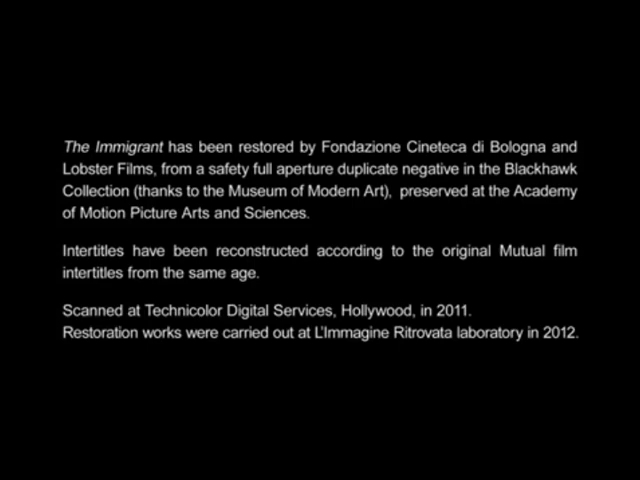 The Immigrant has been restored by Fondazione Cineteca di Bologna and
Lobster Films, from a safety full aperture duplicate negative in the Blackhawk
Collection (thanks to the Museum of Modern Art), preserved at the Academy
of Motion Picture Arts and Sciences.
Intertitles have been reconstructed according to the original Mutual film
intertitles from the same age.
Scanned at Technicolor Digital Services, Hollywood, in 2011.
Restoration works were carried out at L'Immagine Ritrovata laboratory in 2012.